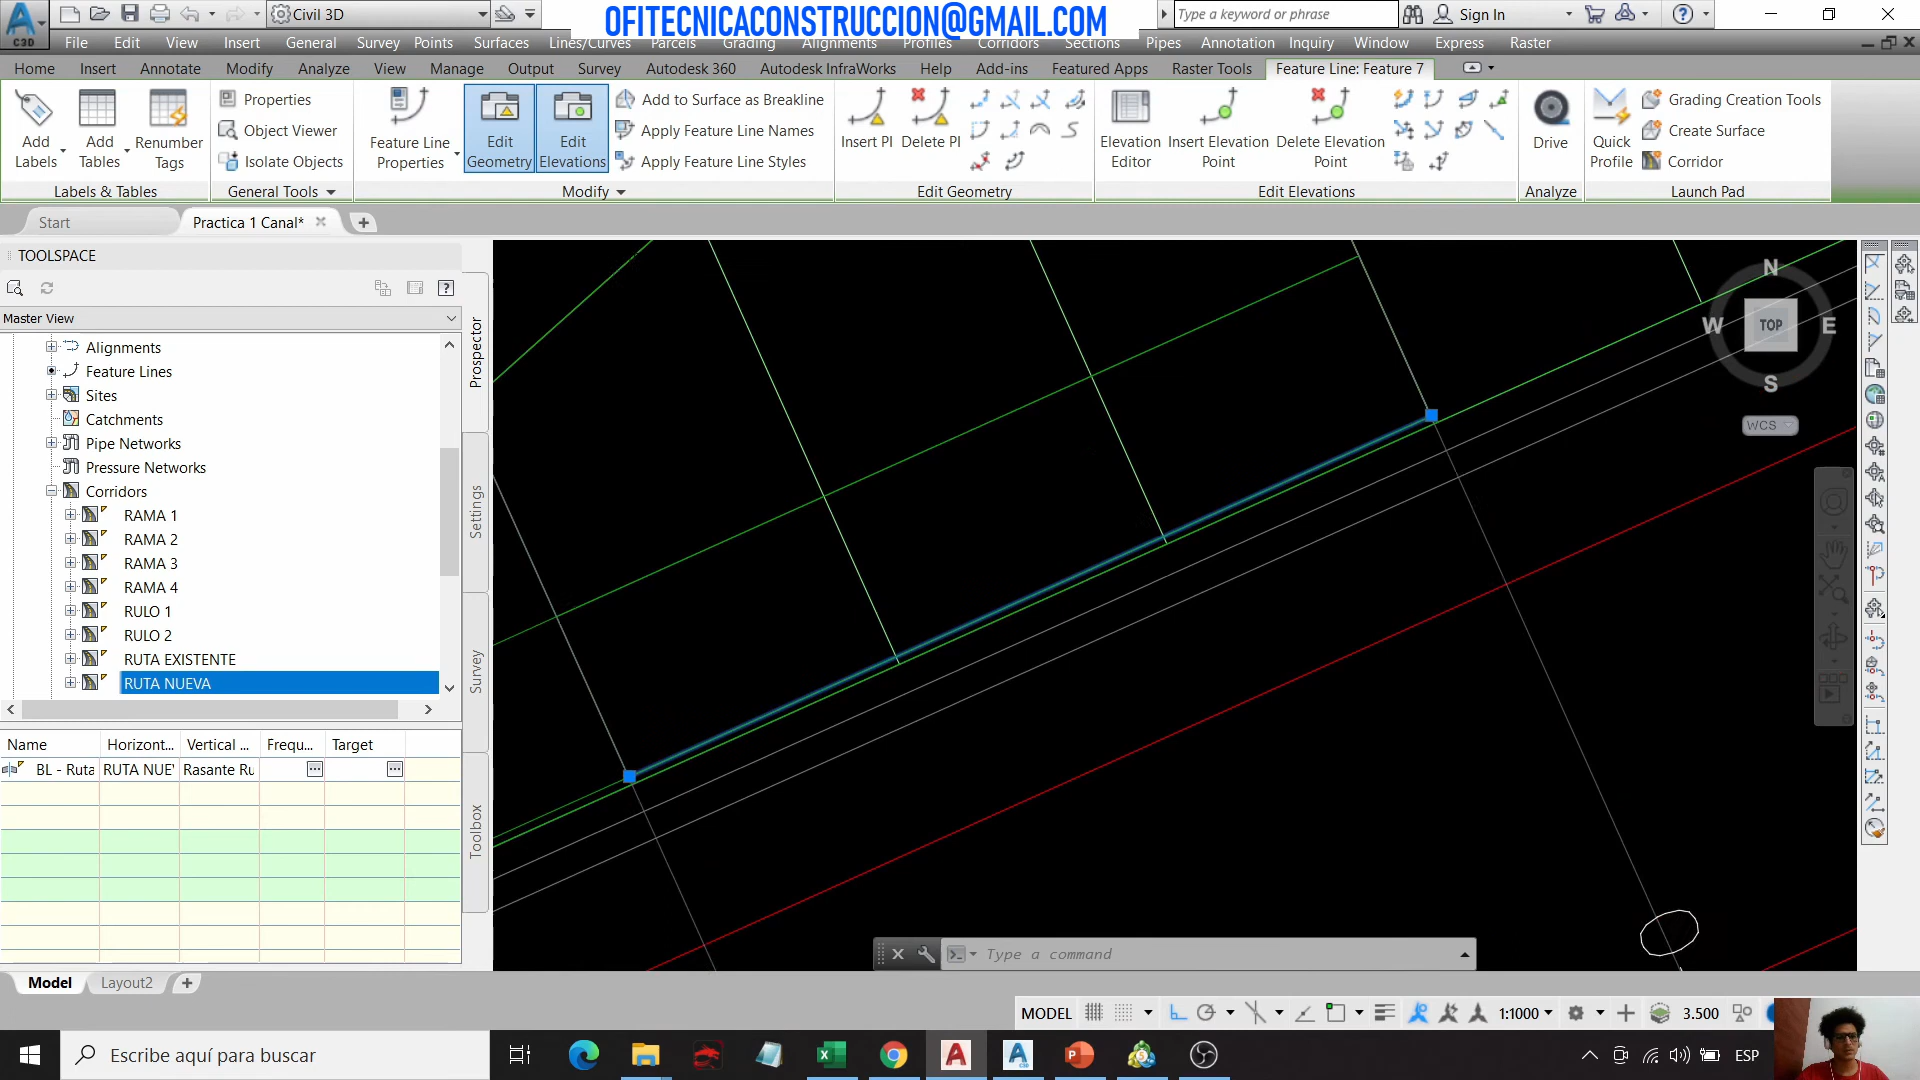 Civil 3D
OFITECNICACONSTRUCCION@GMAIL.COM
Type a keyword or phrase
Sign In
C3D
File Edit View Insert General Survey Points Surfaces Lines/Curves Parcels Grading Alignments Profiles Corridors Sections Pipes Annotation Inquiry Window Express Raster
Home Insert Annotate Modify Analyze View Manage Output Survey Autodesk 360 Autodesk InfraWorks Help Add-ins Featured Apps Raster Tools Feature Line: Feature 7
Add Labels
Add Tables
Renumber Tags
Properties
Object Viewer
Isolate Objects
Feature Line Properties
Edit Geometry
Edit Elevations
Add to Surface as Breakline
Apply Feature Line Names
Apply Feature Line Styles
Insert PI
Delete PI
Elevation Editor
Insert Elevation Point
Delete Elevation Point
Drive
Quick Profile
Grading Creation Tools
Create Surface
Corridor
Labels & Tables General Tools Modify Edit Geometry Edit Elevations Analyze Launch Pad
Start Practica 1 Canal*
TOOLSPACE
Master View
Alignments
Feature Lines
Sites
Catchments
Pipe Networks
Pressure Networks
Corridors
RAMA 1
RAMA 2
RAMA 3
RAMA 4
RULO 1
RULO 2
RUTA EXISTENTE
RUTA NUEVA
Prospector
Settings
Survey
Toolbox
Name Horizont... Vertical ... Frequ... Target
BL - Ruta RUTA NUE' Rasante Ru
N
W TOP E
S
WCS
Type a command
Model Layout2
MODEL 1:1000 3.500
Escribe aquí para buscar
ESP